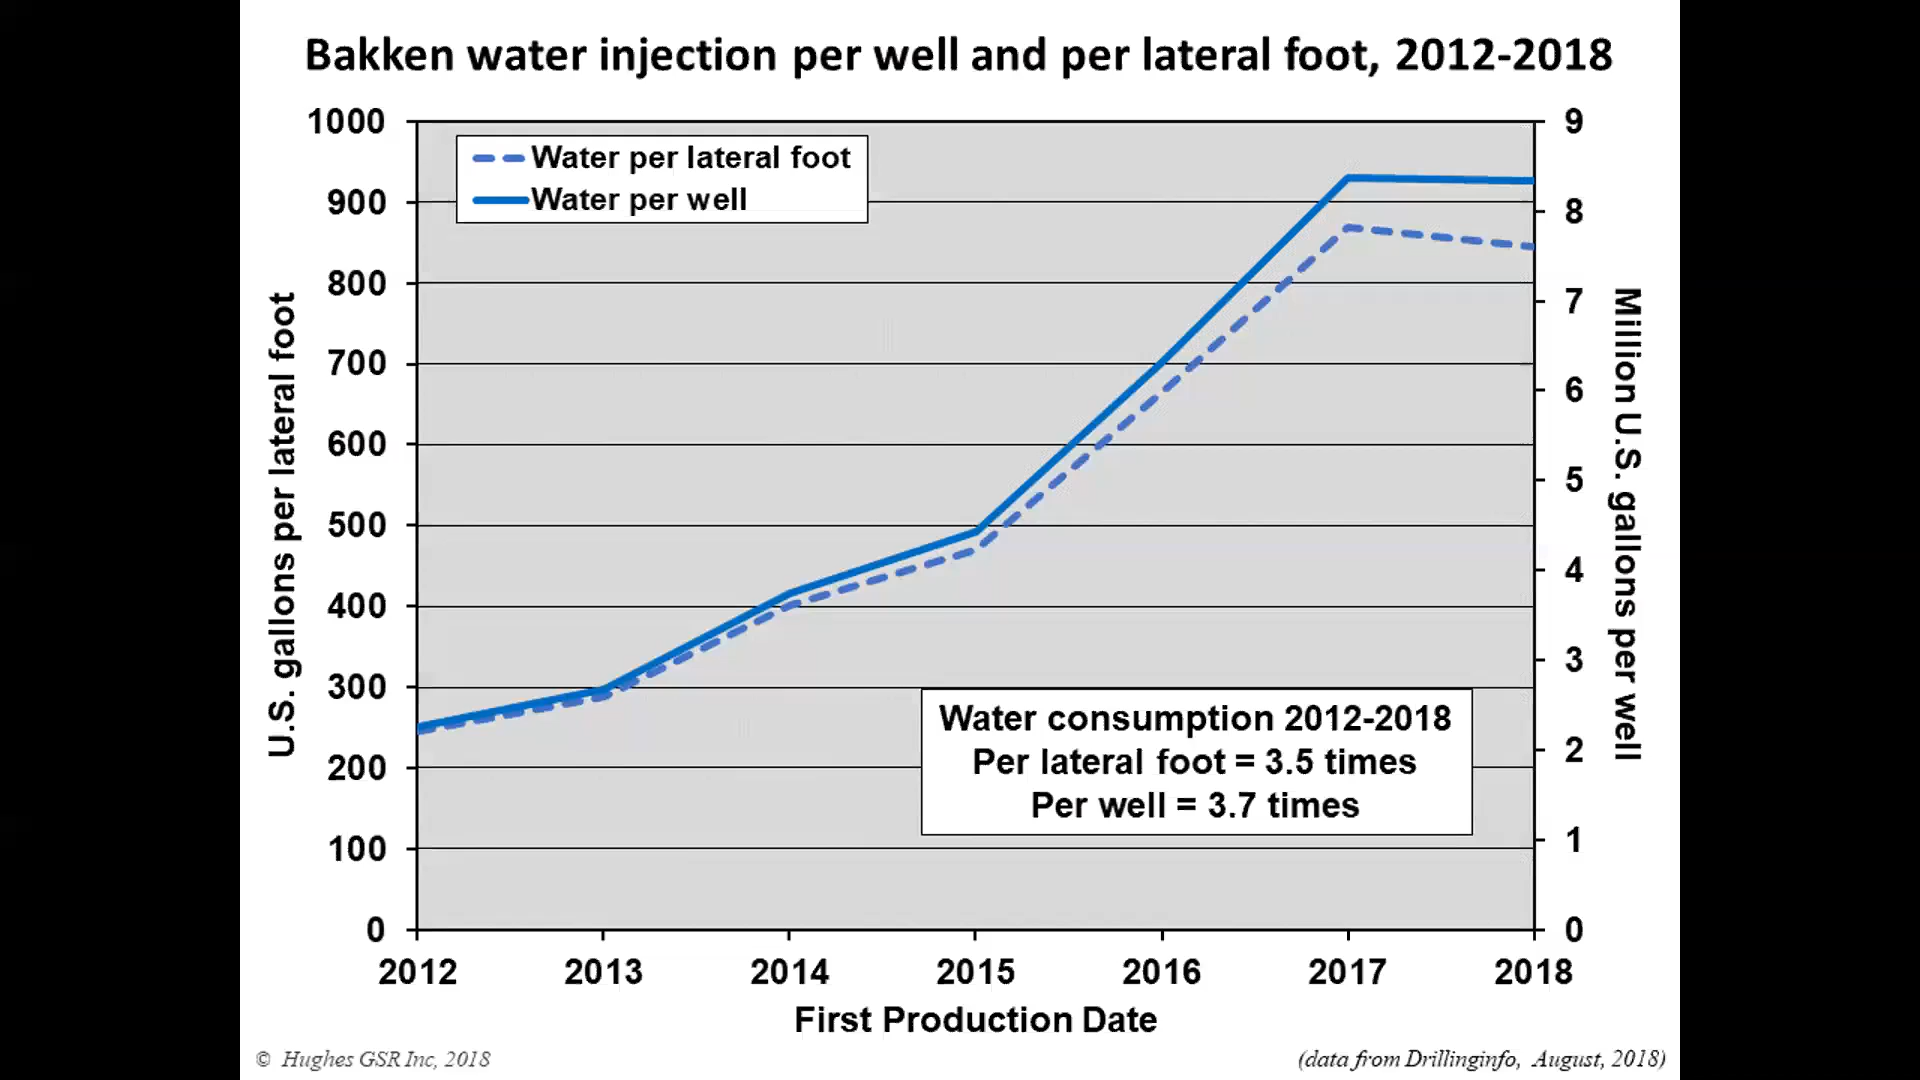 Bakken water injection per well and per lateral foot, 2012-2018
1000
900
800
700
600
500
400
300
200
100
0
U.S. gallons per lateral foot
Water per lateral foot
Water per well
9
8
7
6
5
4
3
2
1
0
Million U.S. gallons per well
Water consumption 2012-2018
Per lateral foot = 3.5 times
Per well = 3.7 times
2012 2013 2014 2015 2016 2017 2018
First Production Date
© Hughes GSR Inc, 2018
(data from Drillinginfo, August, 2018)